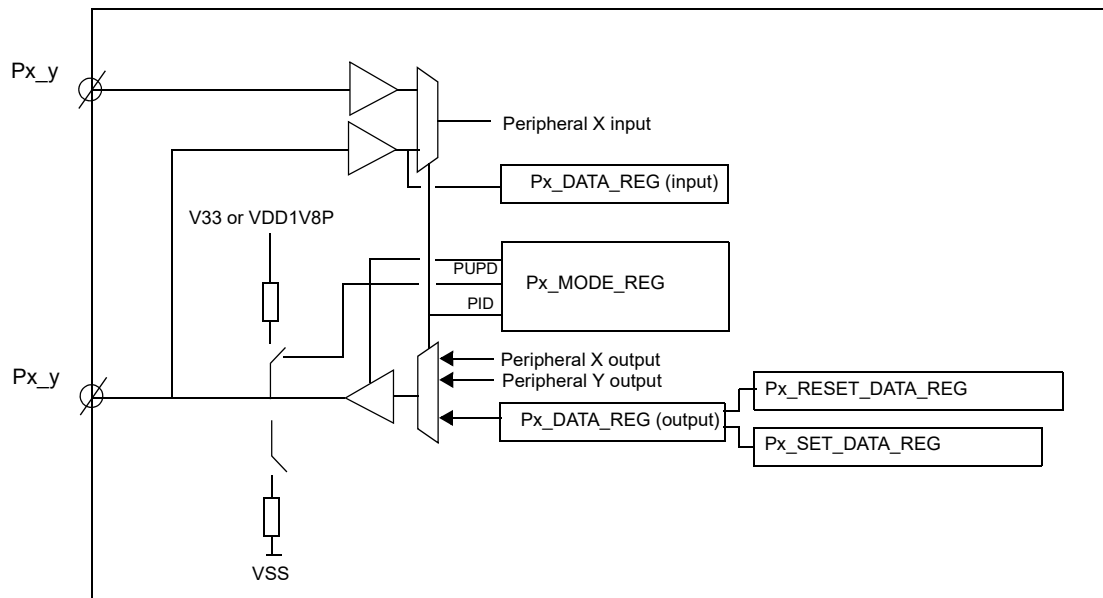 Px_y
Peripheral X input
Px_DATA_REG (input)
V33 or VDD1V8P
PUPD
Px_MODE_REG
PID
Peripheral X output
Px_y
Peripheral Y output
Px_RESET_DATA_REG
Px_DATA_REG (output)
Px_SET_DATA_REG
VSS